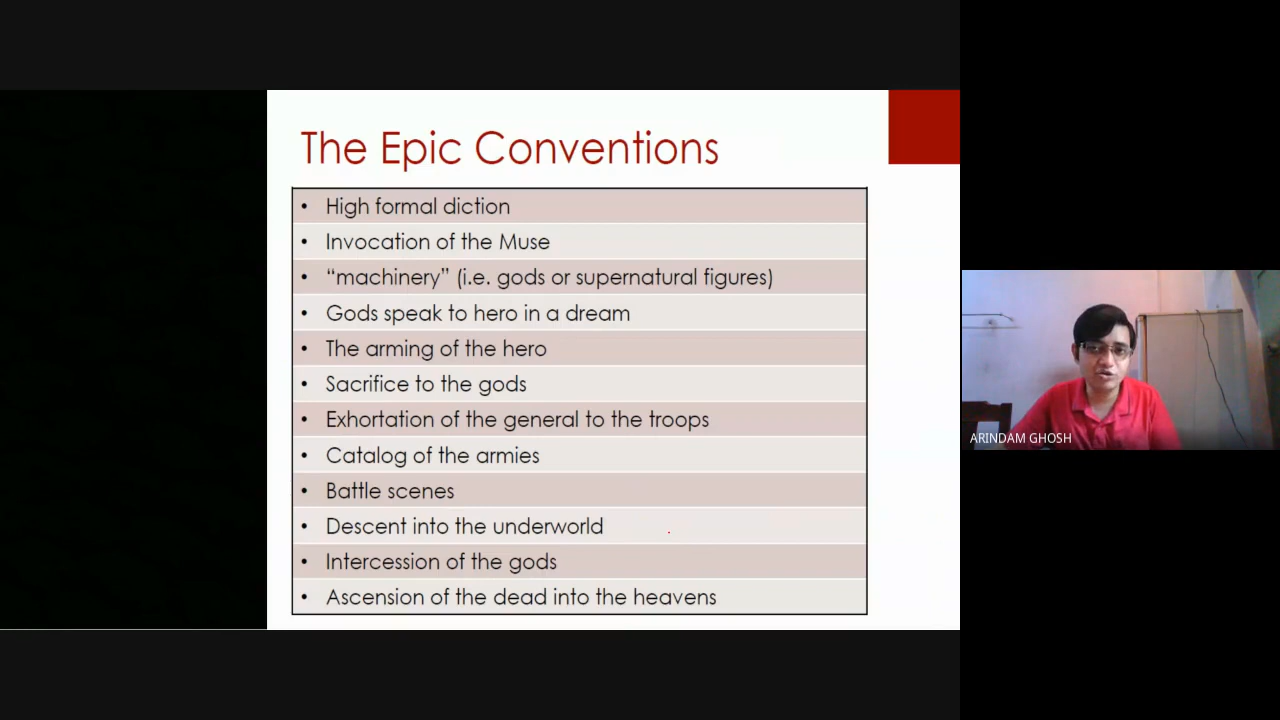 The Epic Conventions
• High formal diction
• Invocation of the Muse
• “machinery” (i.e. gods or supernatural figures)
• Gods speak to hero in a dream
• The arming of the hero
• Sacrifice to the gods
• Exhortation of the general to the troops
• Catalog of the armies
• Battle scenes
• Descent into the underworld
• Intercession of the gods
• Ascension of the dead into the heavens
ARINDAM GHOSH